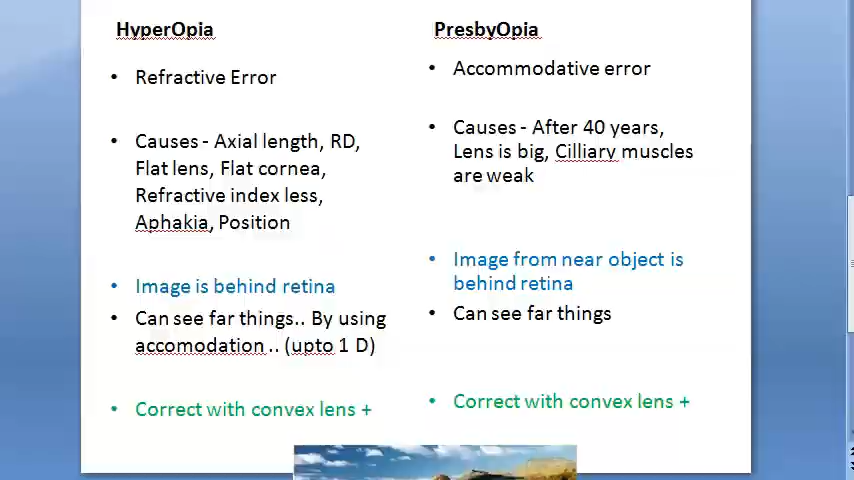 HyperOpia
• Refractive Error
• Causes - Axial length, RD,
Flat lens, Flat cornea,
Refractive index less,
Aphakia, Position
• Image is behind retina
• Can see far things.. By using
accomodation .. (upto 1 D)
• Correct with convex lens +
PresbyOpia
• Accommodative error
• Causes - After 40 years,
Lens is big, Cilliary muscles
are weak
• Image from near object is
behind retina
• Can see far things
• Correct with convex lens +